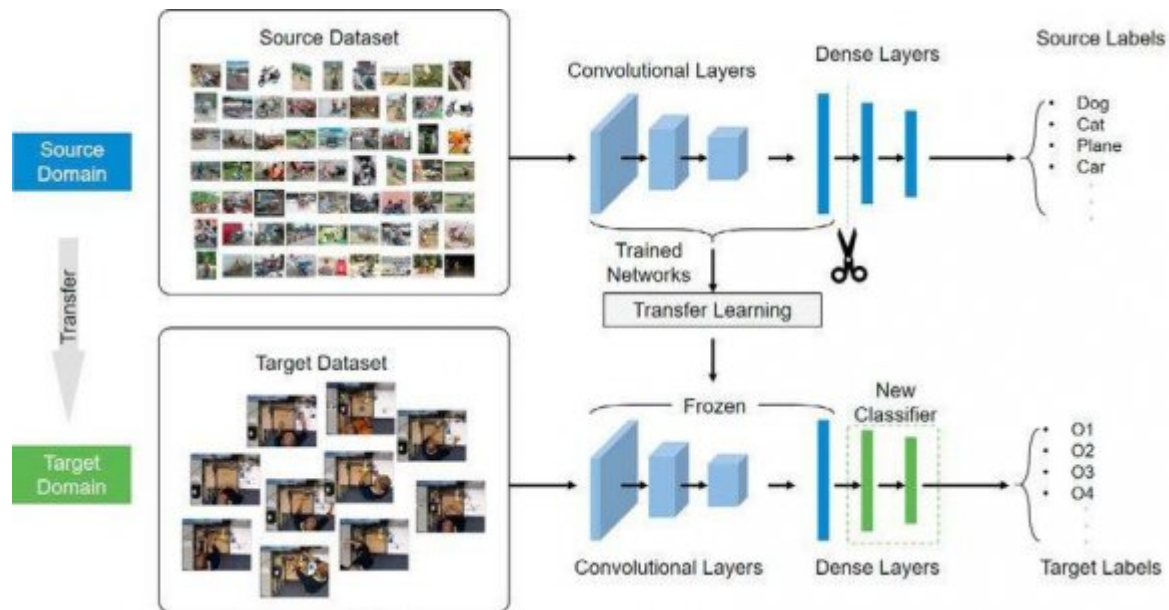 Source Dataset
Source Labels
Dense Layers
Convolutional Layers
Dog
Cat
Plane
Car
Source
Domain
Trained
Networks
Transfer Learning
Transfer
Target Dataset
New
Classifier
Frozen
O1
O2
O3
O4
Target
Domain
Convolutional Layers
Dense Layers
Target Labels